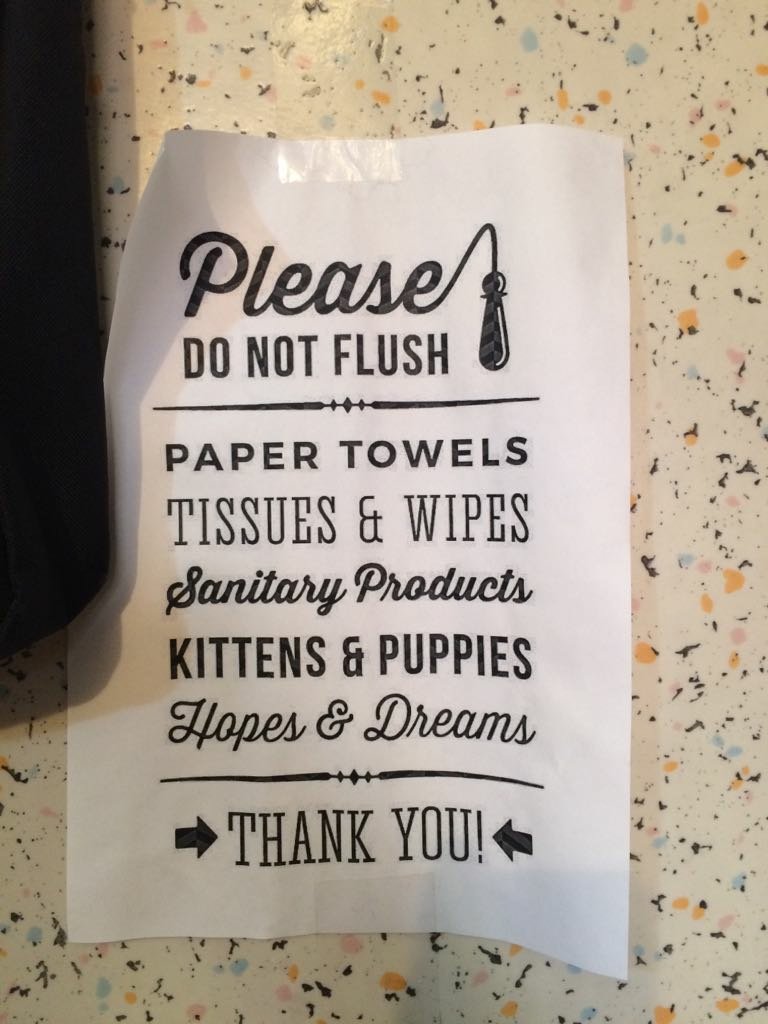 Please
DO NOT FLUSH
PAPER TOWELS
TISSUES & WIPES
Sanitary Products
KITTENS & PUPPIES
Hopes & Dreams
THANK YOU!